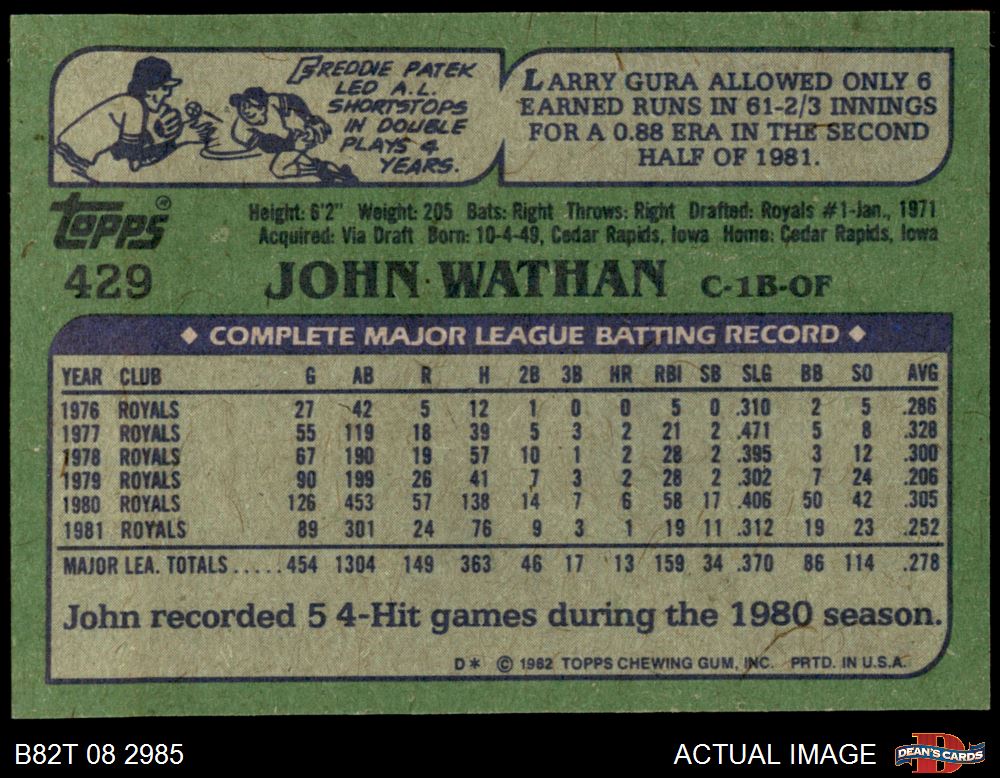 FREDDIE PATEK
LED A.L.
SHORTSTOPS
IN DOUBLE
PLAYS 4
YEARS.
LARRY GURA ALLOWED ONLY 6
EARNED RUNS IN 61-2/3 INNINGS
FOR A 0.88 ERA IN THE SECOND
HALF OF 1981.
TOPPS®
Height: 6'2" Weight: 205 Bats: Right Throws: Right Drafted: Royals #1-Jan., 1971
Acquired: Via Draft Born: 10-4-49, Cedar Rapids, Iowa Home: Cedar Rapids, Iowa
429 JOHN WATHAN C-1B-OF
◆ COMPLETE MAJOR LEAGUE BATTING RECORD ◆
YEAR CLUB G AB R H 2B 3B HR RBI SB SLG BB SO AVG
1976 ROYALS 27 42 5 12 1 0 0 5 0 .310 2 5 .286
1977 ROYALS 55 119 18 39 5 3 2 21 2 .471 5 8 .328
1978 ROYALS 67 190 19 57 10 1 2 28 2 .395 3 12 .300
1979 ROYALS 90 199 26 41 7 3 2 28 2 .302 7 24 .206
1980 ROYALS 126 453 57 138 14 7 6 58 17 .406 50 42 .305
1981 ROYALS 89 301 24 76 9 3 1 19 11 .312 19 23 .252
MAJOR LEA. TOTALS.....454 1304 149 363 46 17 13 159 34 .370 86 114 .278
John recorded 5 4-Hit games during the 1980 season.
D* © 1982 TOPPS CHEWING GUM, INC. PRTD. IN U.S.A.
B82T 08 2985 ACTUAL IMAGE DEAN'S CARDS